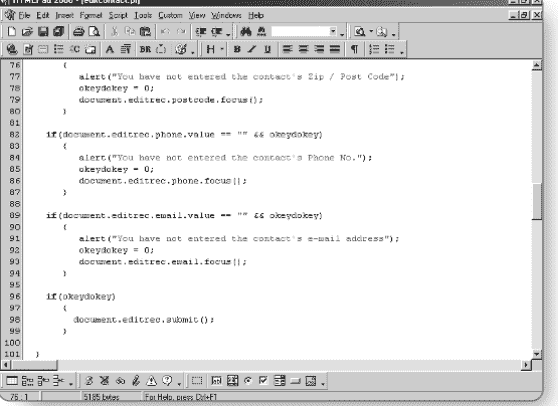 HTMLPad 2000 - [editcontact.pl]
File Edit Insert Format Script Tools Custom View Windows Help
76 {
77 alert("You have not entered the contact's Zip / Post Code");
78 okeydokey = 0;
79 document.editrec.postcode.focus();
80 }
81
82 if(document.editrec.phone.value == "" && okeydokey)
83 {
84 alert("You have not entered the contact's Phone No.");
85 okeydokey = 0;
86 document.editrec.phone.focus();
87 }
88
89 if(document.editrec.email.value == "" && okeydokey)
90 {
91 alert("You have not entered the contact's e-mail address");
92 okeydokey = 0;
93 document.editrec.email.focus();
94 }
95
96 if(okeydokey)
97 {
98 document.editrec.submit();
99 }
100
101 }
76 : 1 5185 bytes For Help, press Ctrl+F1